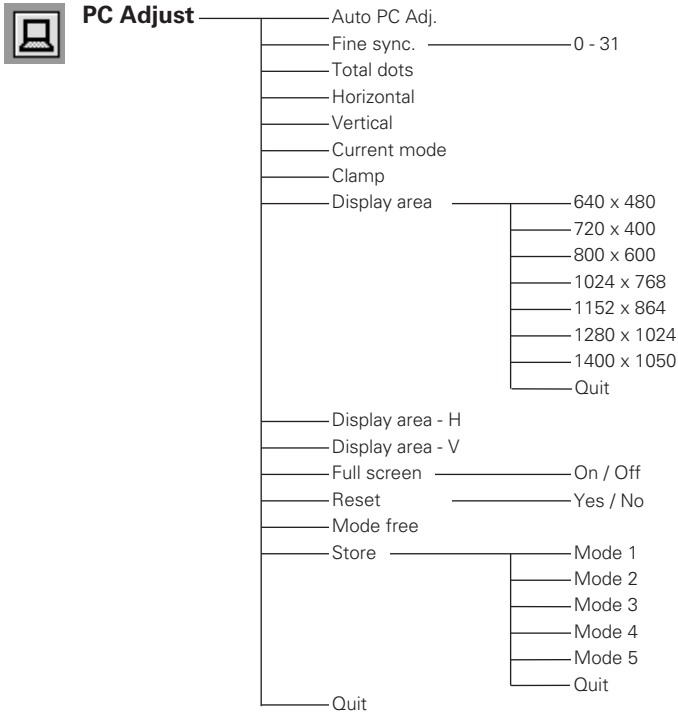 PC Adjust
Auto PC Adj.
Fine sync. 0 - 31
Total dots
Horizontal
Vertical
Current mode
Clamp
Display area 640 x 480
720 x 400
800 x 600
1024 x 768
1152 x 864
1280 x 1024
1400 x 1050
Quit
Display area - H
Display area - V
Full screen On / Off
Reset Yes / No
Mode free
Store Mode 1
Mode 2
Mode 3
Mode 4
Mode 5
Quit
Quit